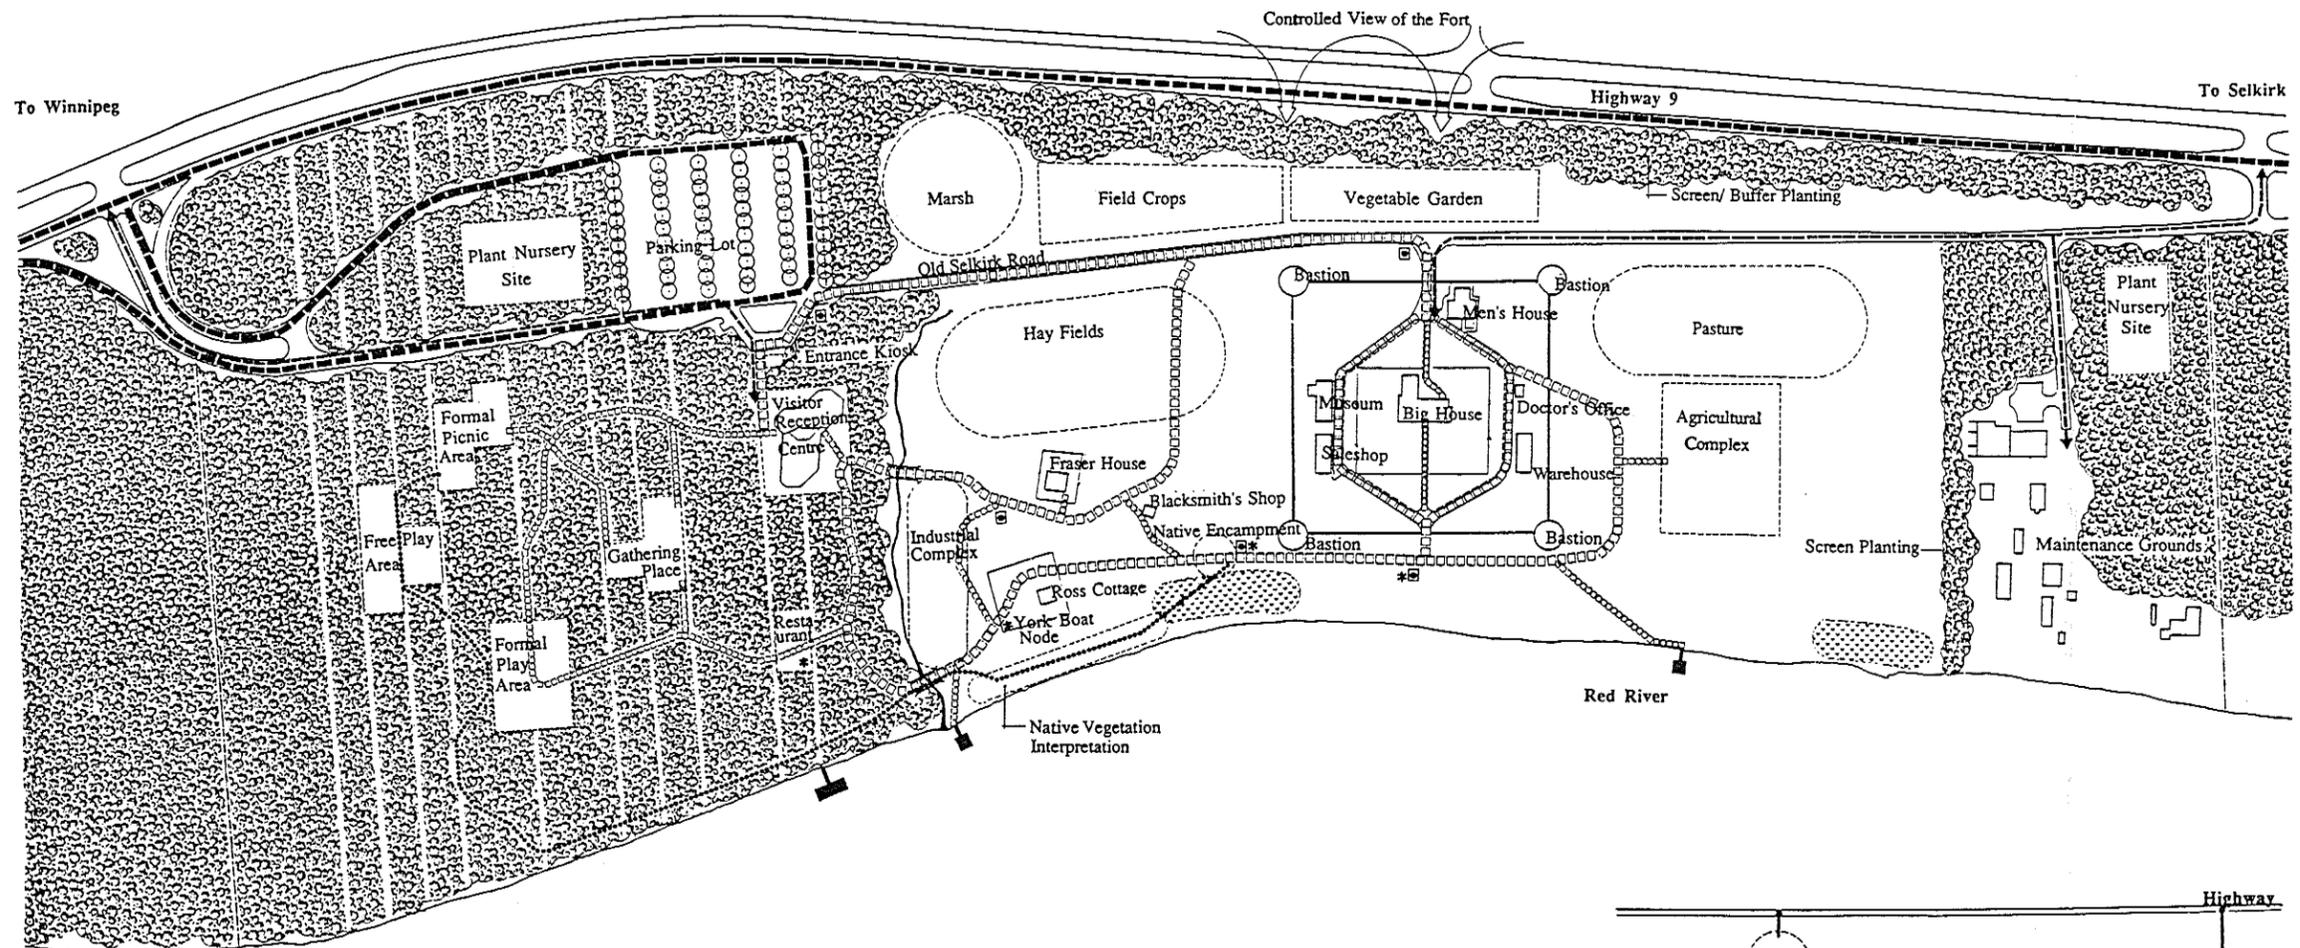 Controlled View of the Fort
To Winnipeg
Highway 9
To Selkirk
Marsh
Field Crops
Vegetable Garden
Screen/ Buffer Planting
Plant Nursery
Site
Parking Lot
Old Selkirk Road
Bastion
Bastion
Men's House
Hay Fields
Pasture
Plant
Nursery
Site
Entrance Kiosk
Visitor
Reception
Centre
Museum
Big House
Doctor's Office
Agricultural
Complex
Formal
Picnic
Area
Saleshop
Fraser House
Warehouse
Blacksmith's Shop
Native Encampment
Bastion
Bastion
Free Play
Area
Gathering
Place
Industrial
Complex
Screen Planting
Maintenance Grounds
Ross Cottage
York Boat
Node
Resta-
urant
Formal
Play
Area
Red River
Native Vegetation
Interpretation
Highway